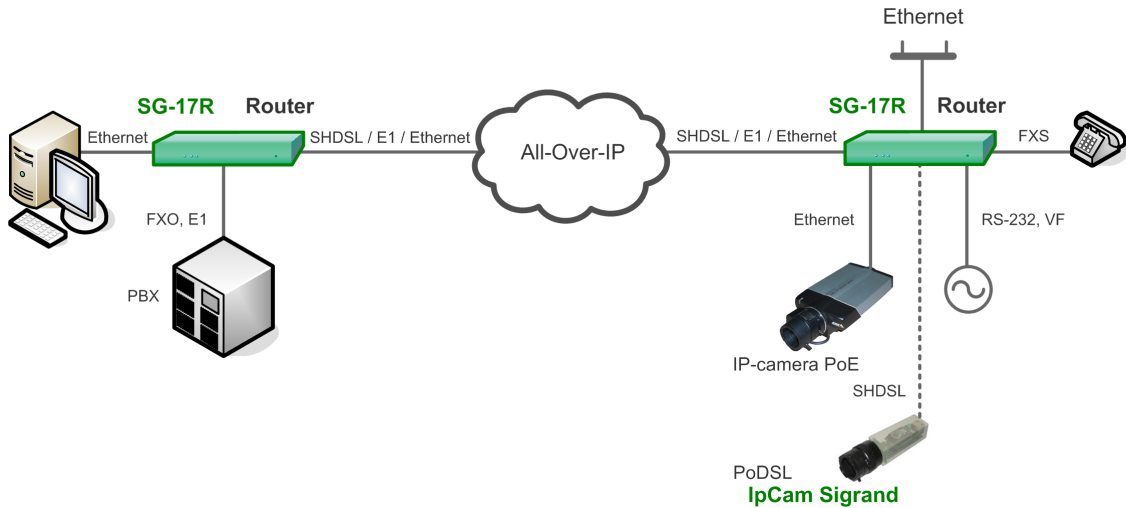 Ethernet
SG-17R Router
SG-17R Router
Ethernet
SHDSL / E1 / Ethernet
All-Over-IP
SHDSL / E1 / Ethernet
FXS
FXO, E1
Ethernet
RS-232, VF
PBX
IP-camera PoE
SHDSL
PoDSL
IpCam Sigrand